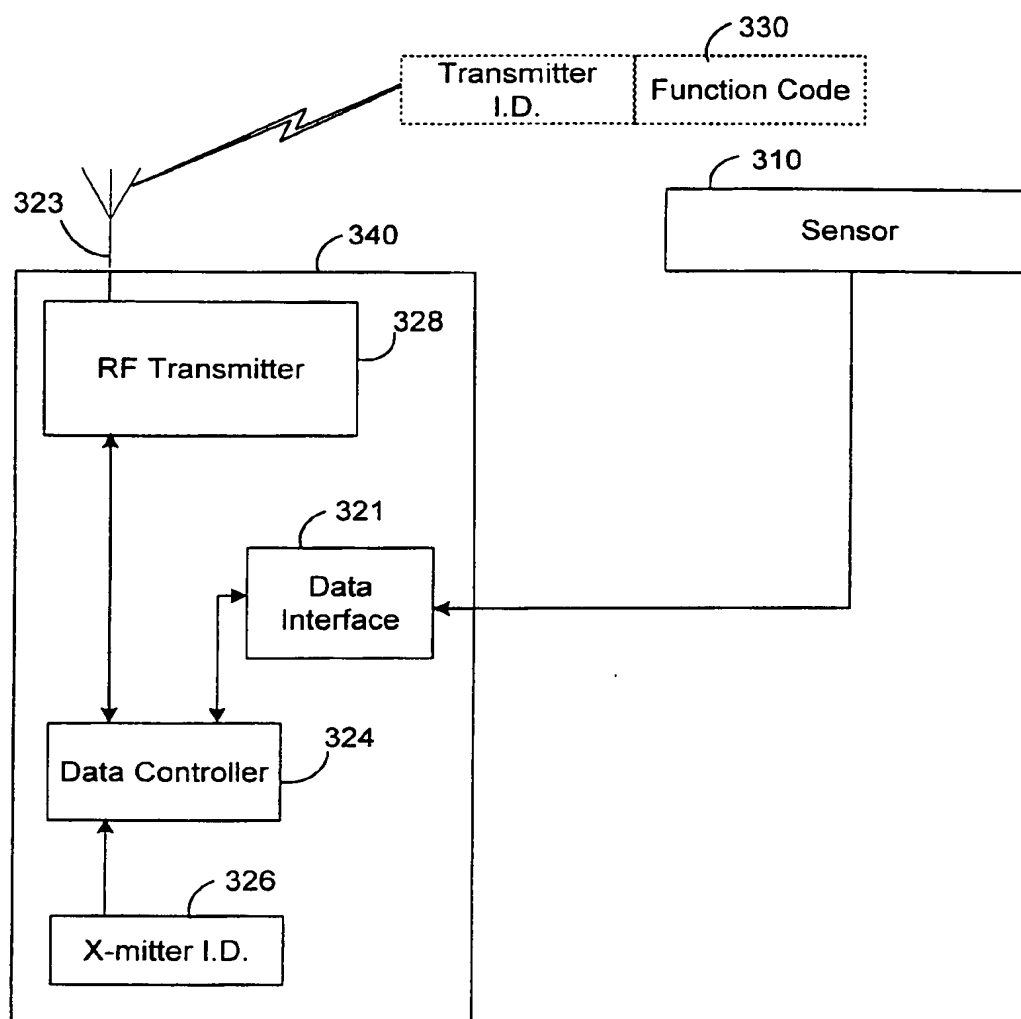 330
Transmitter
I.D.
Function Code
310
Sensor
323
340
328
RF Transmitter
321
Data
Interface
324
Data Controller
326
X-mitter I.D.